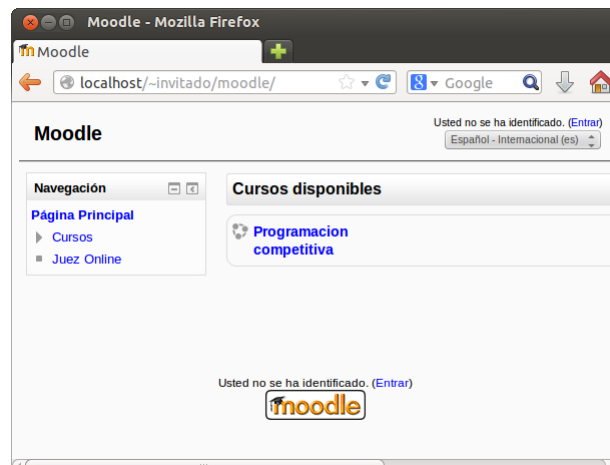 Moodle - Mozilla Firefox
Moodle
localhost/~invitado/moodle/
Google
Moodle
Usted no se ha identificado. (Entrar)
Español - Internacional (es)
Navegación
Página Principal
Cursos
Juez Online
Cursos disponibles
Programacion
competitiva
Usted no se ha identificado. (Entrar)
moodle